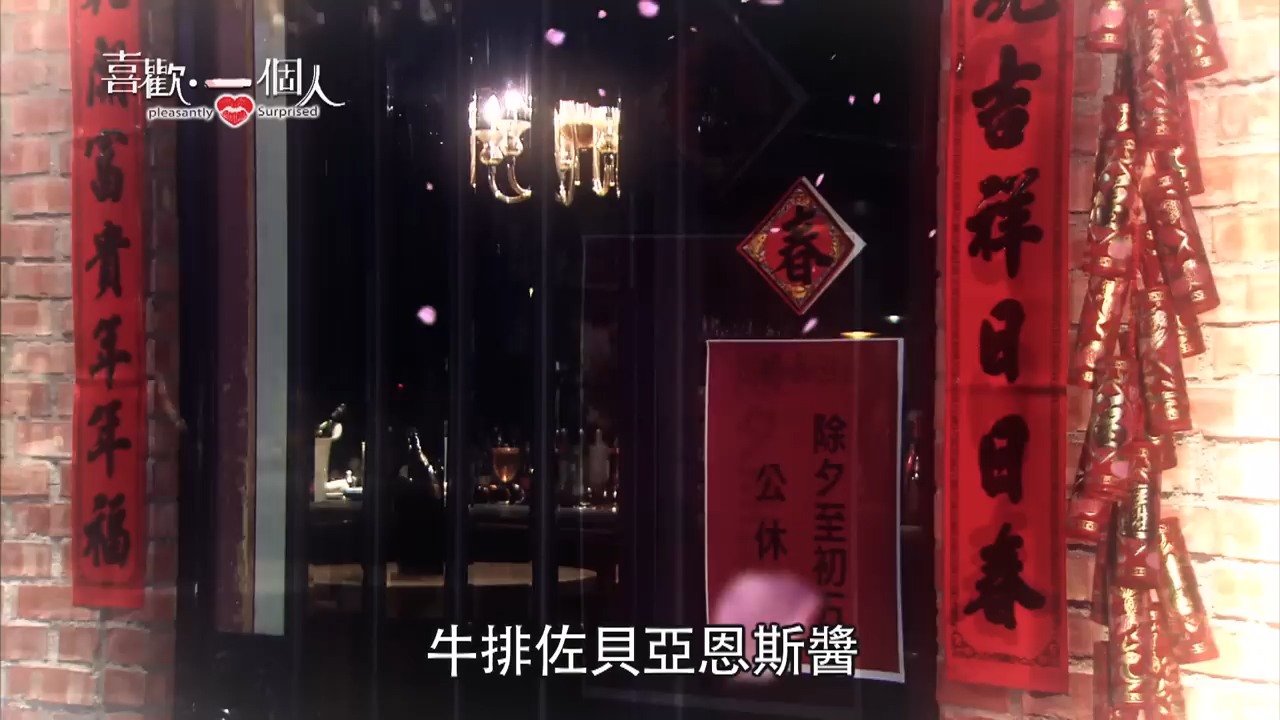 喜歡·一個人
pleasantly Surprised
富貴年年福
吉祥日日春
春
除夕至初
公休
牛排佐貝亞恩斯醬